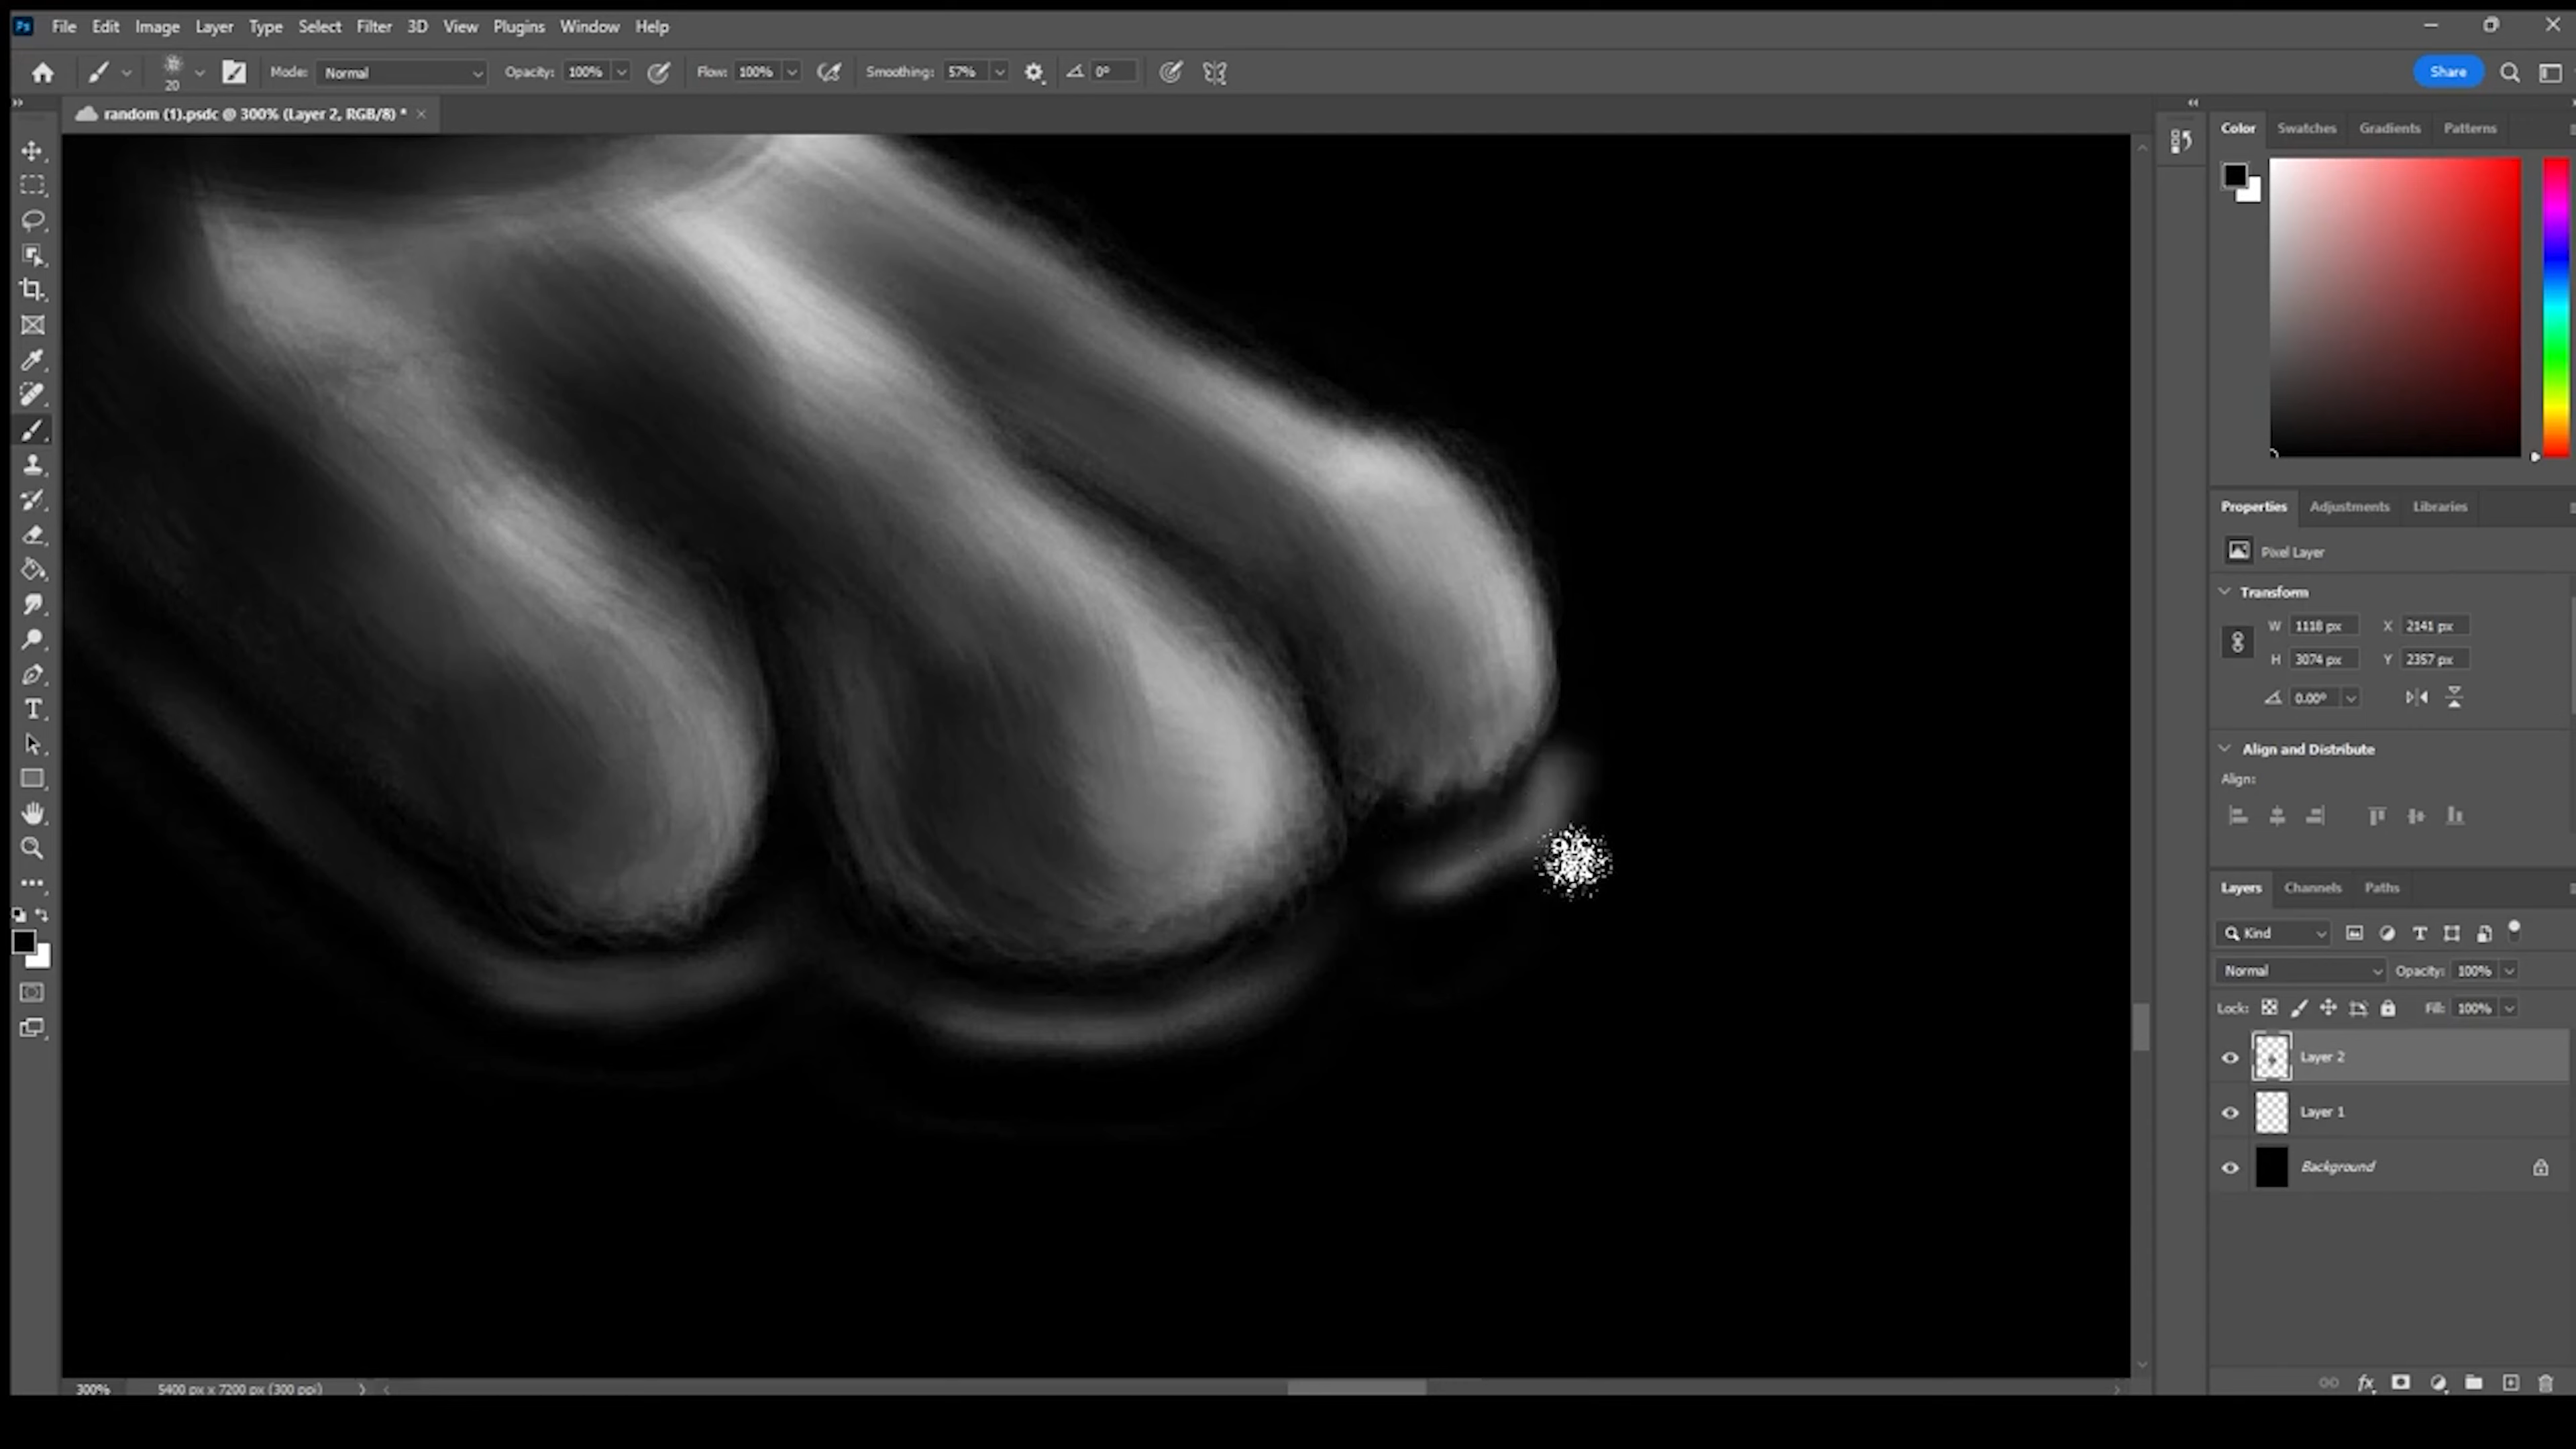 Ps File Edit Image Layer Type Select Filter 3D View Plugins Window Help
20 Mode: Normal Opacity: 100% Flow: 100% Smoothing: 57% 0° Share
random (1).psdc @ 300% (Layer 2, RGB/8) *
Color Swatches Gradients Patterns
Properties Adjustments Libraries
Pixel Layer
Transform
W 1118 px X 2141 px
H 3074 px Y 2357 px
0.00°
Align and Distribute
Align:
Layers Channels Paths
Kind
Normal Opacity: 100%
Lock: Fill: 100%
Layer 2
Layer 1
Background
300% 5400 px x 7200 px (300 ppi)